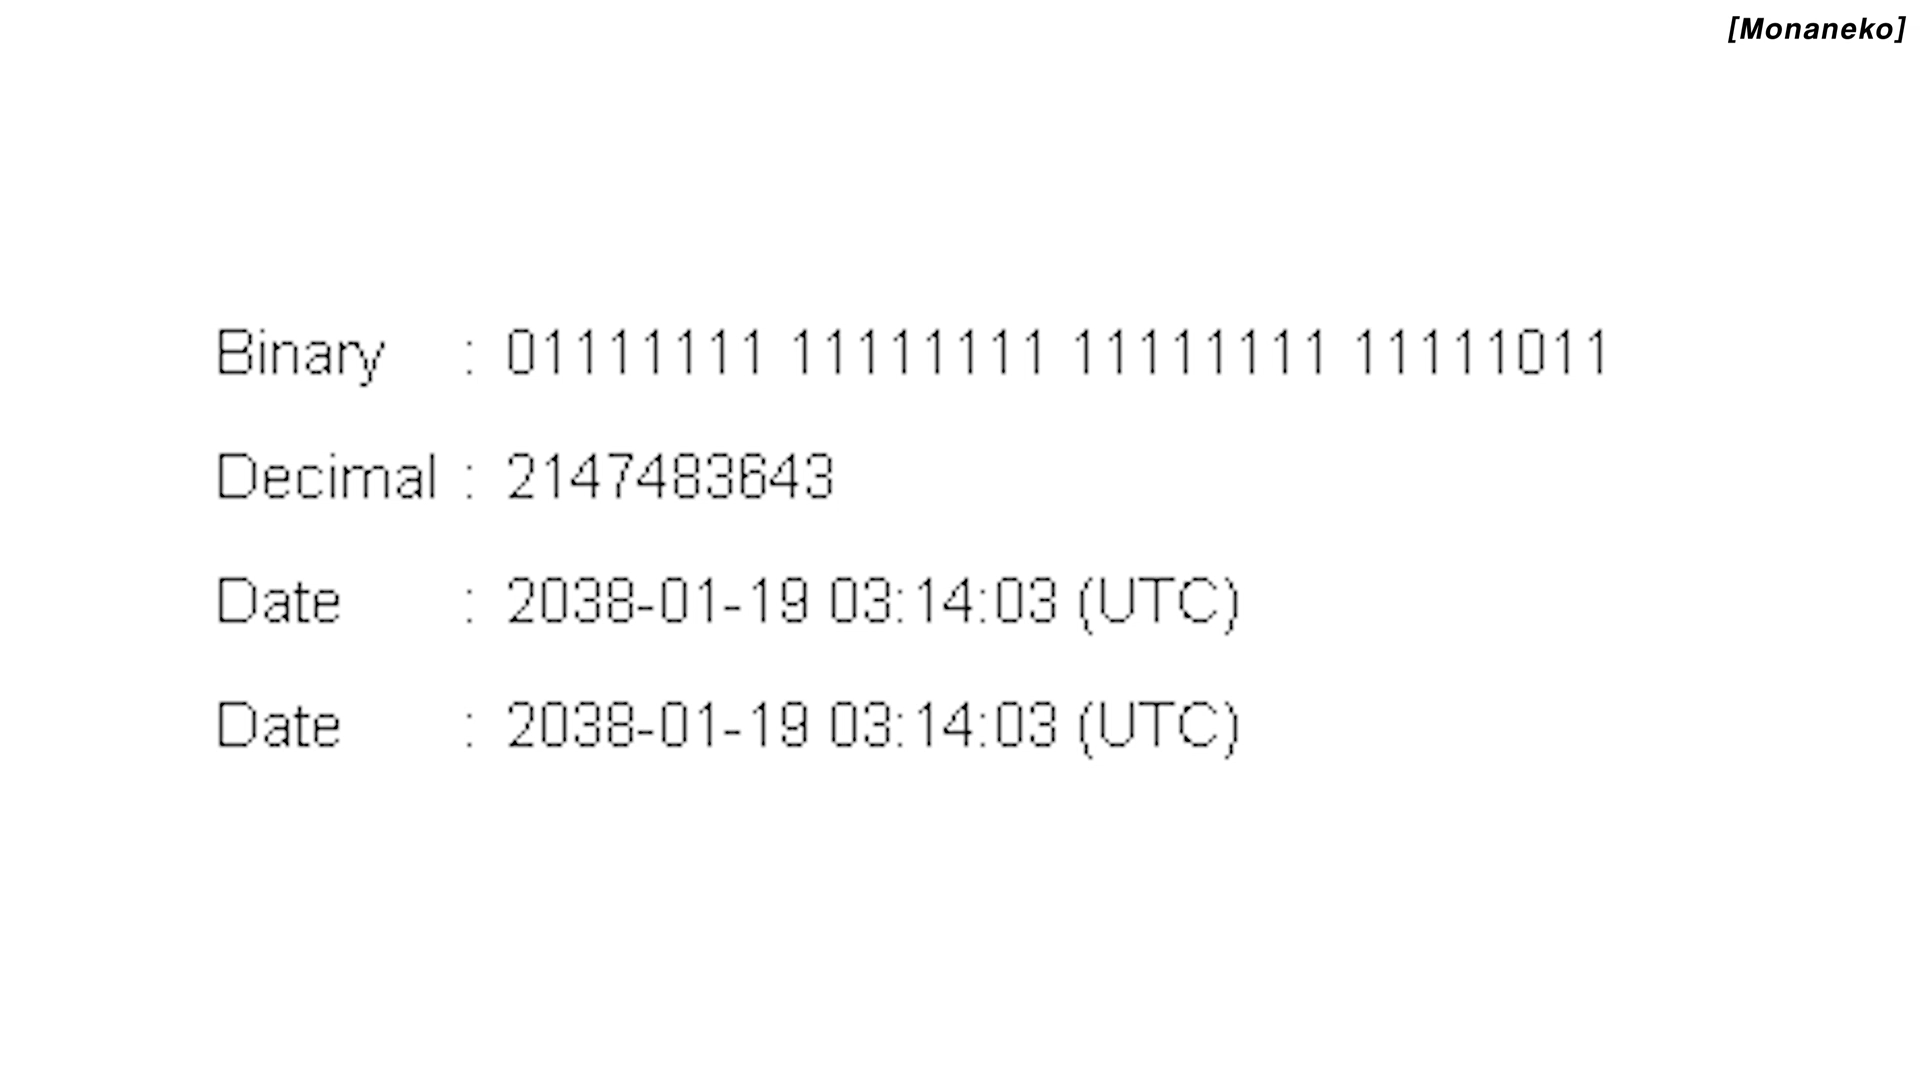 [Monaneko]
Binary : 01111111 11111111 11111111 11111011
Decimal : 2147483643
Date : 2038-01-19 03:14:03 (UTC)
Date : 2038-01-19 03:14:03 (UTC)